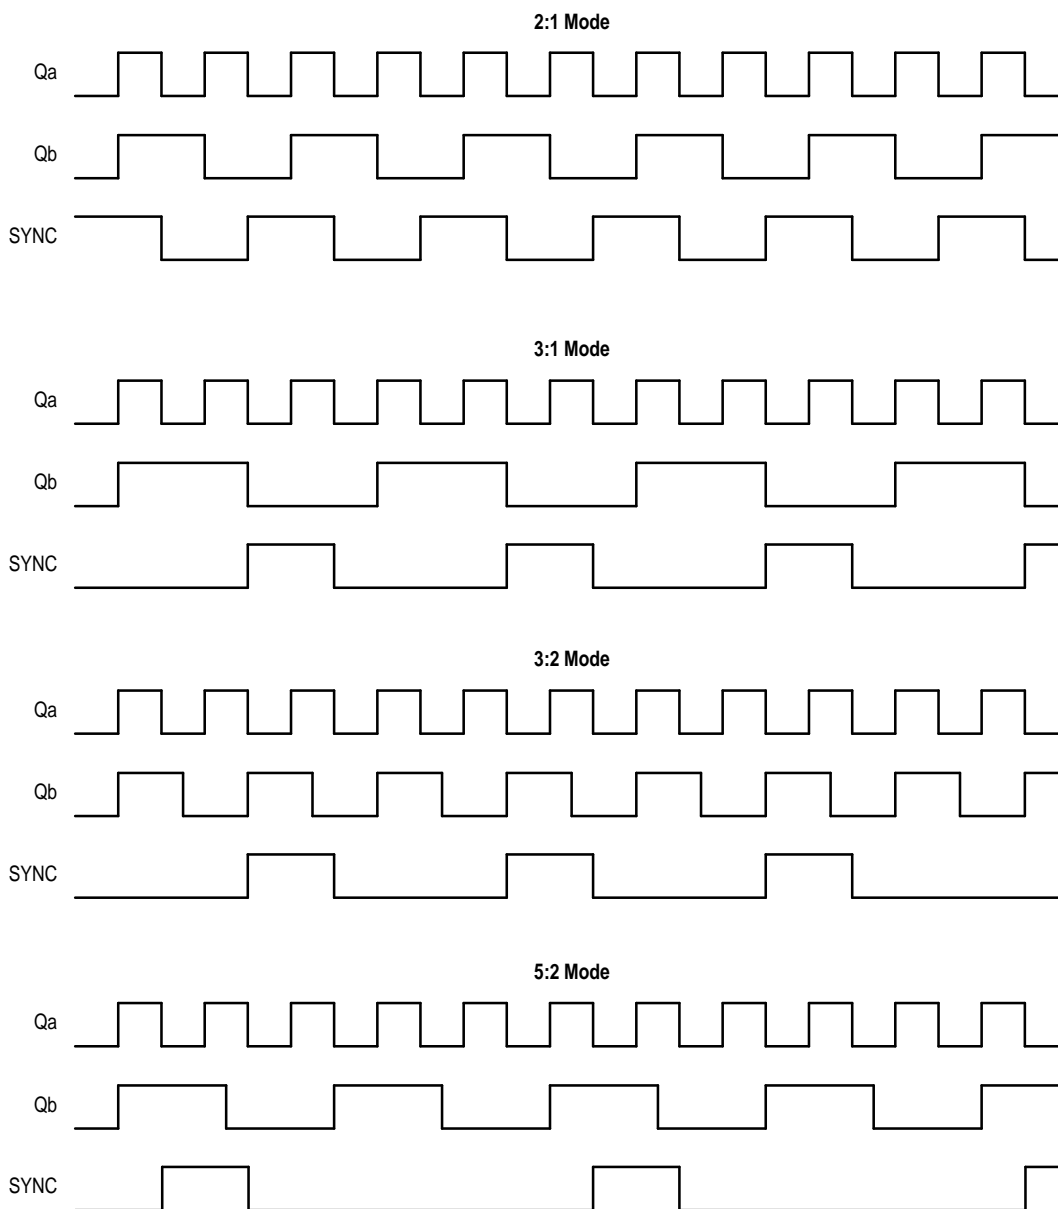 2:1 Mode
Qa
Qb
SYNC
3:1 Mode
Qa
Qb
SYNC
3:2 Mode
Qa
Qb
SYNC
5:2 Mode
Qa
Qb
SYNC